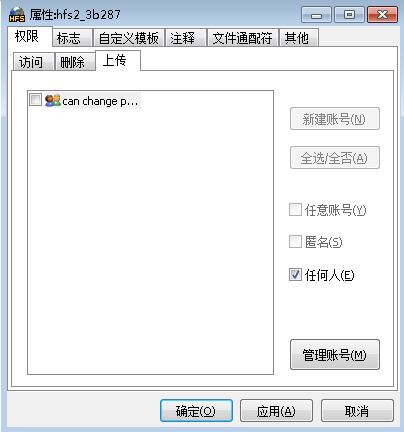 HFS 属性:hfs2_3b287
权限 标志 自定义模板 注释 文件通配符 其他
访问 删除 上传
can change p...
新建账号(N)
全选/全否(A)
任意账号(Y)
匿名(S)
任何人(E)
管理账号(M)
确定(O) 应用(A) 取消